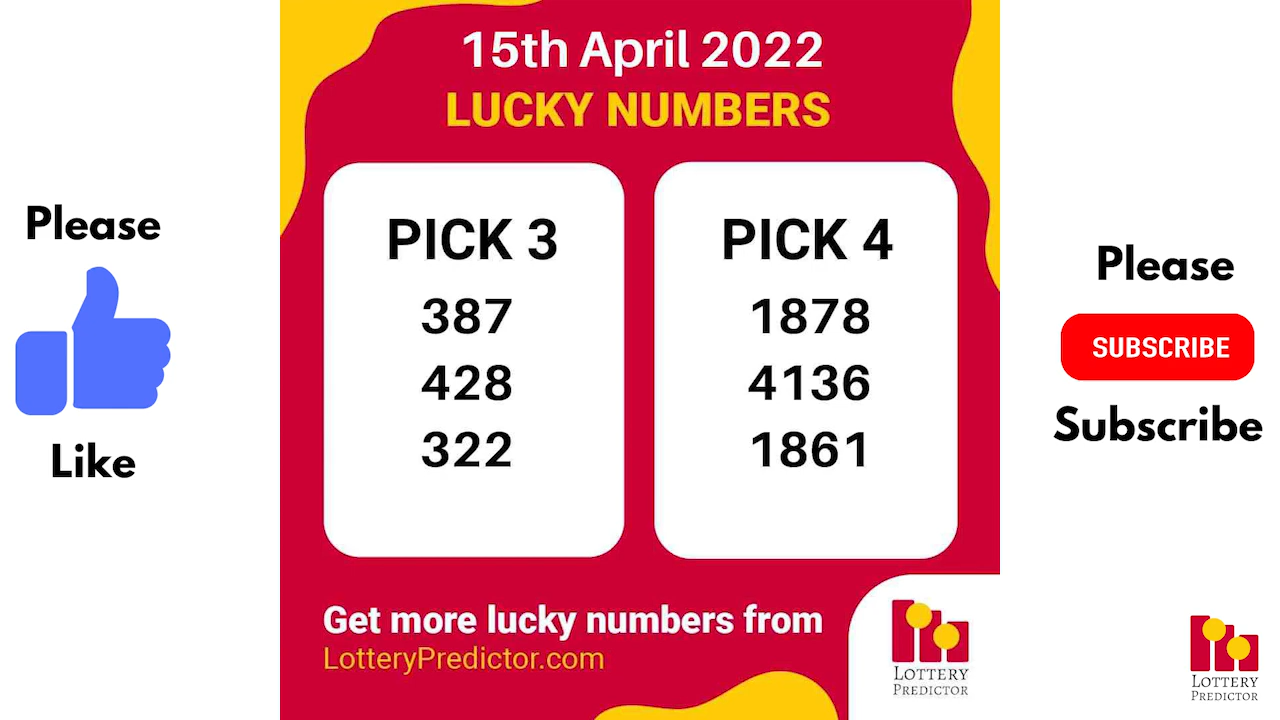 15th April 2022
LUCKY NUMBERS
Please
Like
PICK 3
387
428
322
PICK 4
1878
4136
1861
Please
SUBSCRIBE
Subscribe
Get more lucky numbers from
LotteryPredictor.com
LOTTERY
PREDICTOR
LOTTERY
PREDICTOR